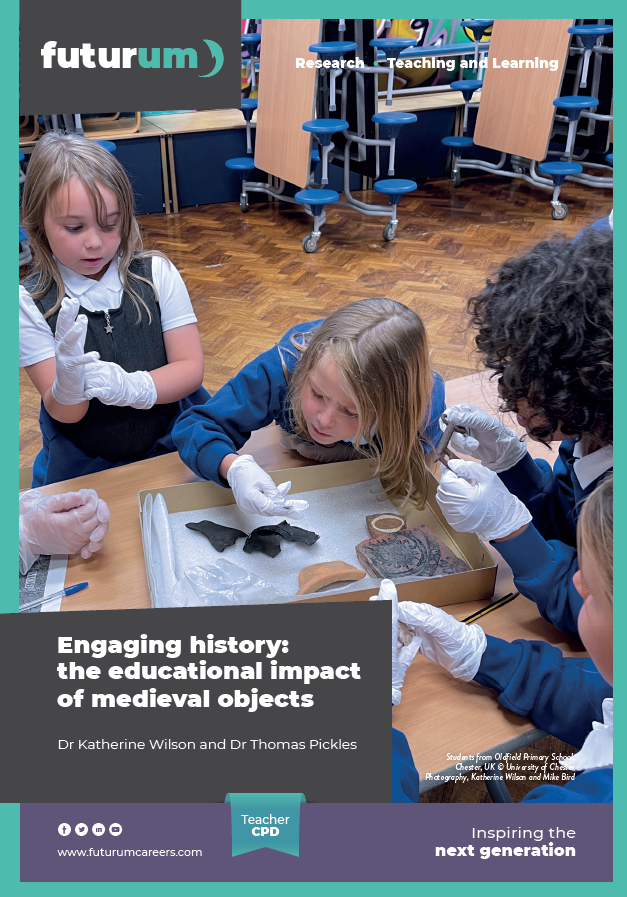 futurum
Research Teaching and Learning
Engaging history:
the educational impact
of medieval objects
Dr Katherine Wilson and Dr Thomas Pickles
Students from Oldfield Primary School,
Chester, UK © University of Chester
Photography, Katherine Wilson and Mike Bird
Teacher
CPD
www.futurumcareers.com
Inspiring the
next generation